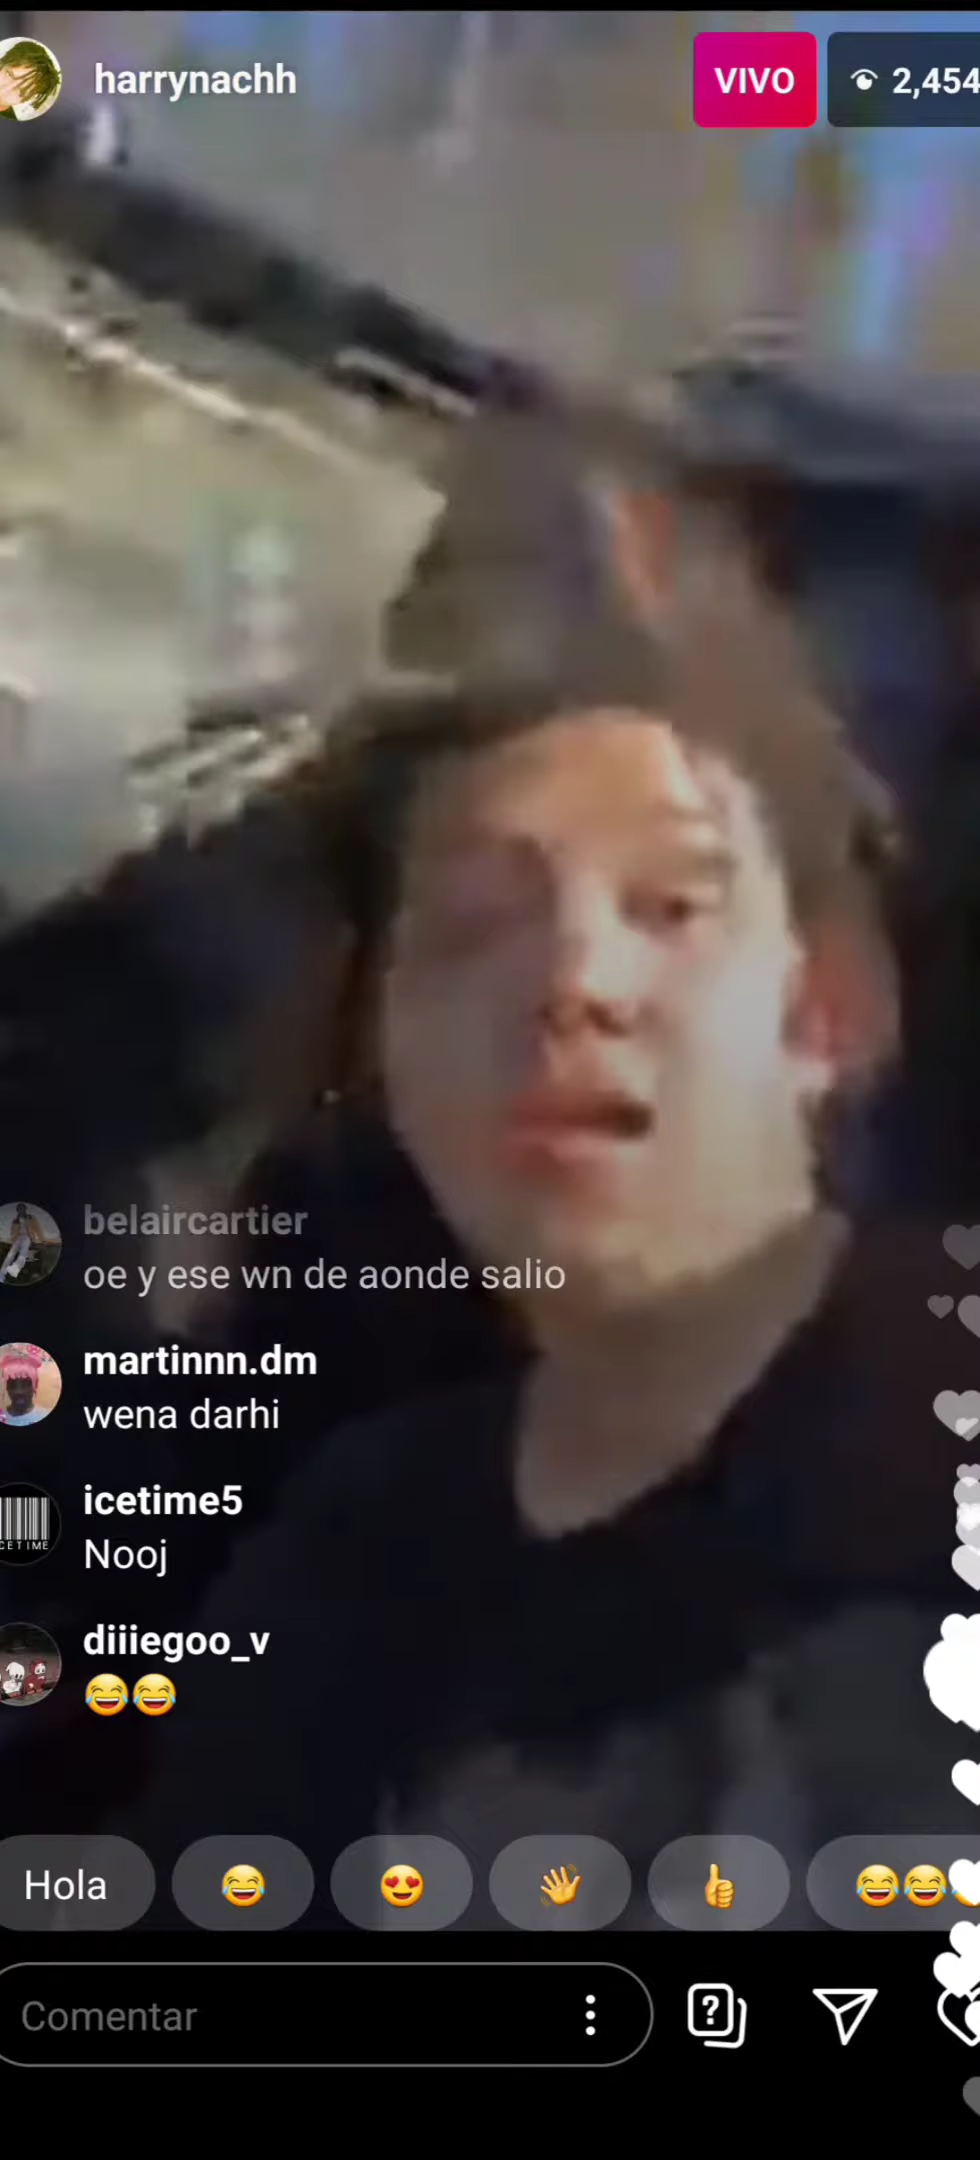 harrynachh
VIVO
2,454
belaircartier
oe y ese wn de aonde salio
martinnn.dm
wena darhi
icetime5
Nooj
CETIME
diiiegoo_v
😂😂
Hola 😂 😍 👋 👍 😂😂
Comentar